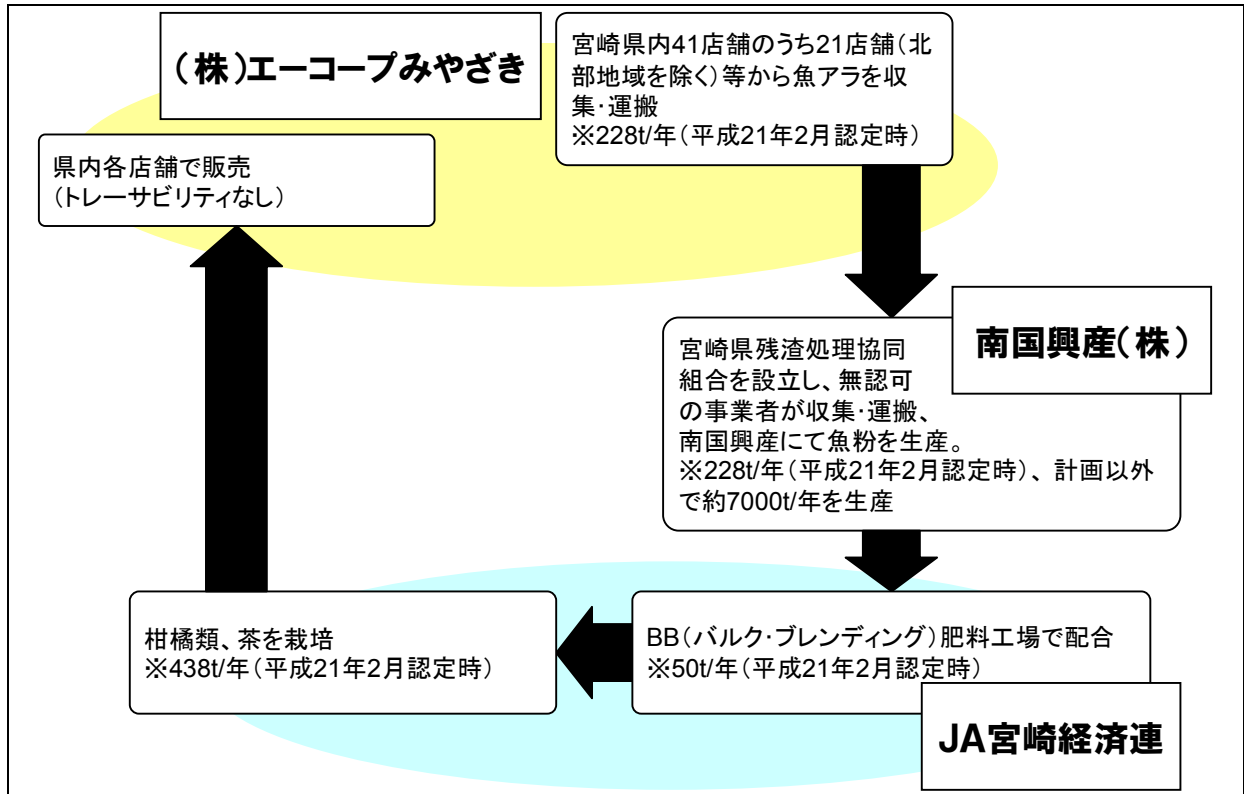 (株)エーコープみやざき
宮崎県内41店舗のうち21店舗(北
部地域を除く)等から魚アラを収
集・運搬
※228t/年(平成21年2月認定時)
県内各店舗で販売
(トレーサビリティなし)
南国興産(株)
宮崎県残渣処理協同
組合を設立し、無認可
の事業者が収集・運搬、
南国興産にて魚粉を生産。
※228t/年(平成21年2月認定時)、計画以外
で約7000t/年を生産
柑橘類、茶を栽培
※438t/年(平成21年2月認定時)
BB(バルク・ブレンディング)肥料工場で配合
※50t/年(平成21年2月認定時)
JA宮崎経済連